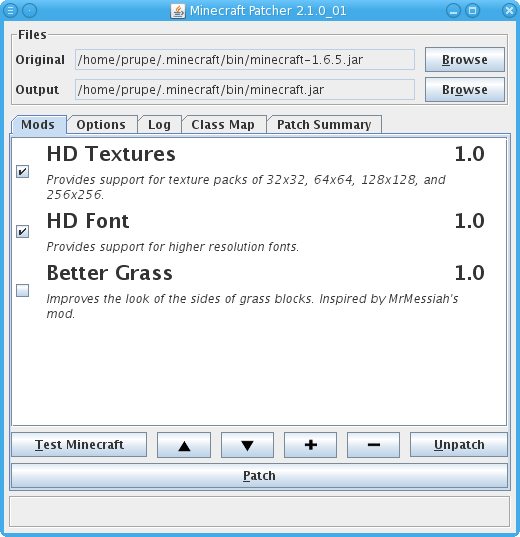 Minecraft Patcher 2.1.0_01
Files
Original /home/prupe/.minecraft/bin/minecraft-1.6.5.jar Browse
Output /home/prupe/.minecraft/bin/minecraft.jar Browse
Mods Options Log Class Map Patch Summary
HD Textures 1.0
Provides support for texture packs of 32x32, 64x64, 128x128, and
256x256.
HD Font 1.0
Provides support for higher resolution fonts.
Better Grass 1.0
Improves the look of the sides of grass blocks. Inspired by MrMessiah's
mod.
Test Minecraft ▲ ▼ + − Unpatch
Patch